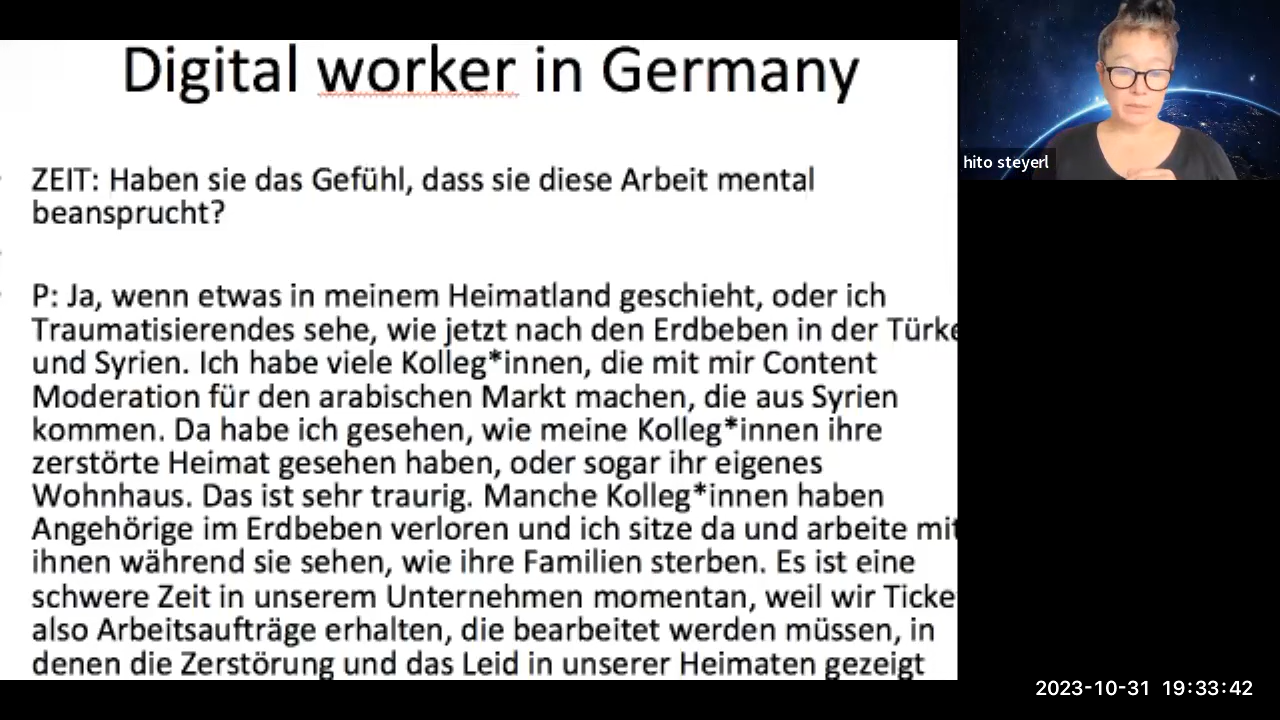 Digital worker in Germany
ZEIT: Haben sie das Gefühl, dass sie diese Arbeit mental
beansprucht?
P: Ja, wenn etwas in meinem Heimatland geschieht, oder ich
Traumatisierendes sehe, wie jetzt nach den Erdbeben in der Türke
und Syrien. Ich habe viele Kolleg*innen, die mit mir Content
Moderation für den arabischen Markt machen, die aus Syrien
kommen. Da habe ich gesehen, wie meine Kolleg*innen ihre
zerstörte Heimat gesehen haben, oder sogar ihr eigenes
Wohnhaus. Das ist sehr traurig. Manche Kolleg*innen haben
Angehörige im Erdbeben verloren und ich sitze da und arbeite mit
ihnen während sie sehen, wie ihre Familien sterben. Es ist eine
schwere Zeit in unserem Unternehmen momentan, weil wir Ticke
also Arbeitsaufträge erhalten, die bearbeitet werden müssen, in
denen die Zerstörung und das Leid in unserer Heimaten gezeigt
hito steyerl
2023-10-31 19:33:42